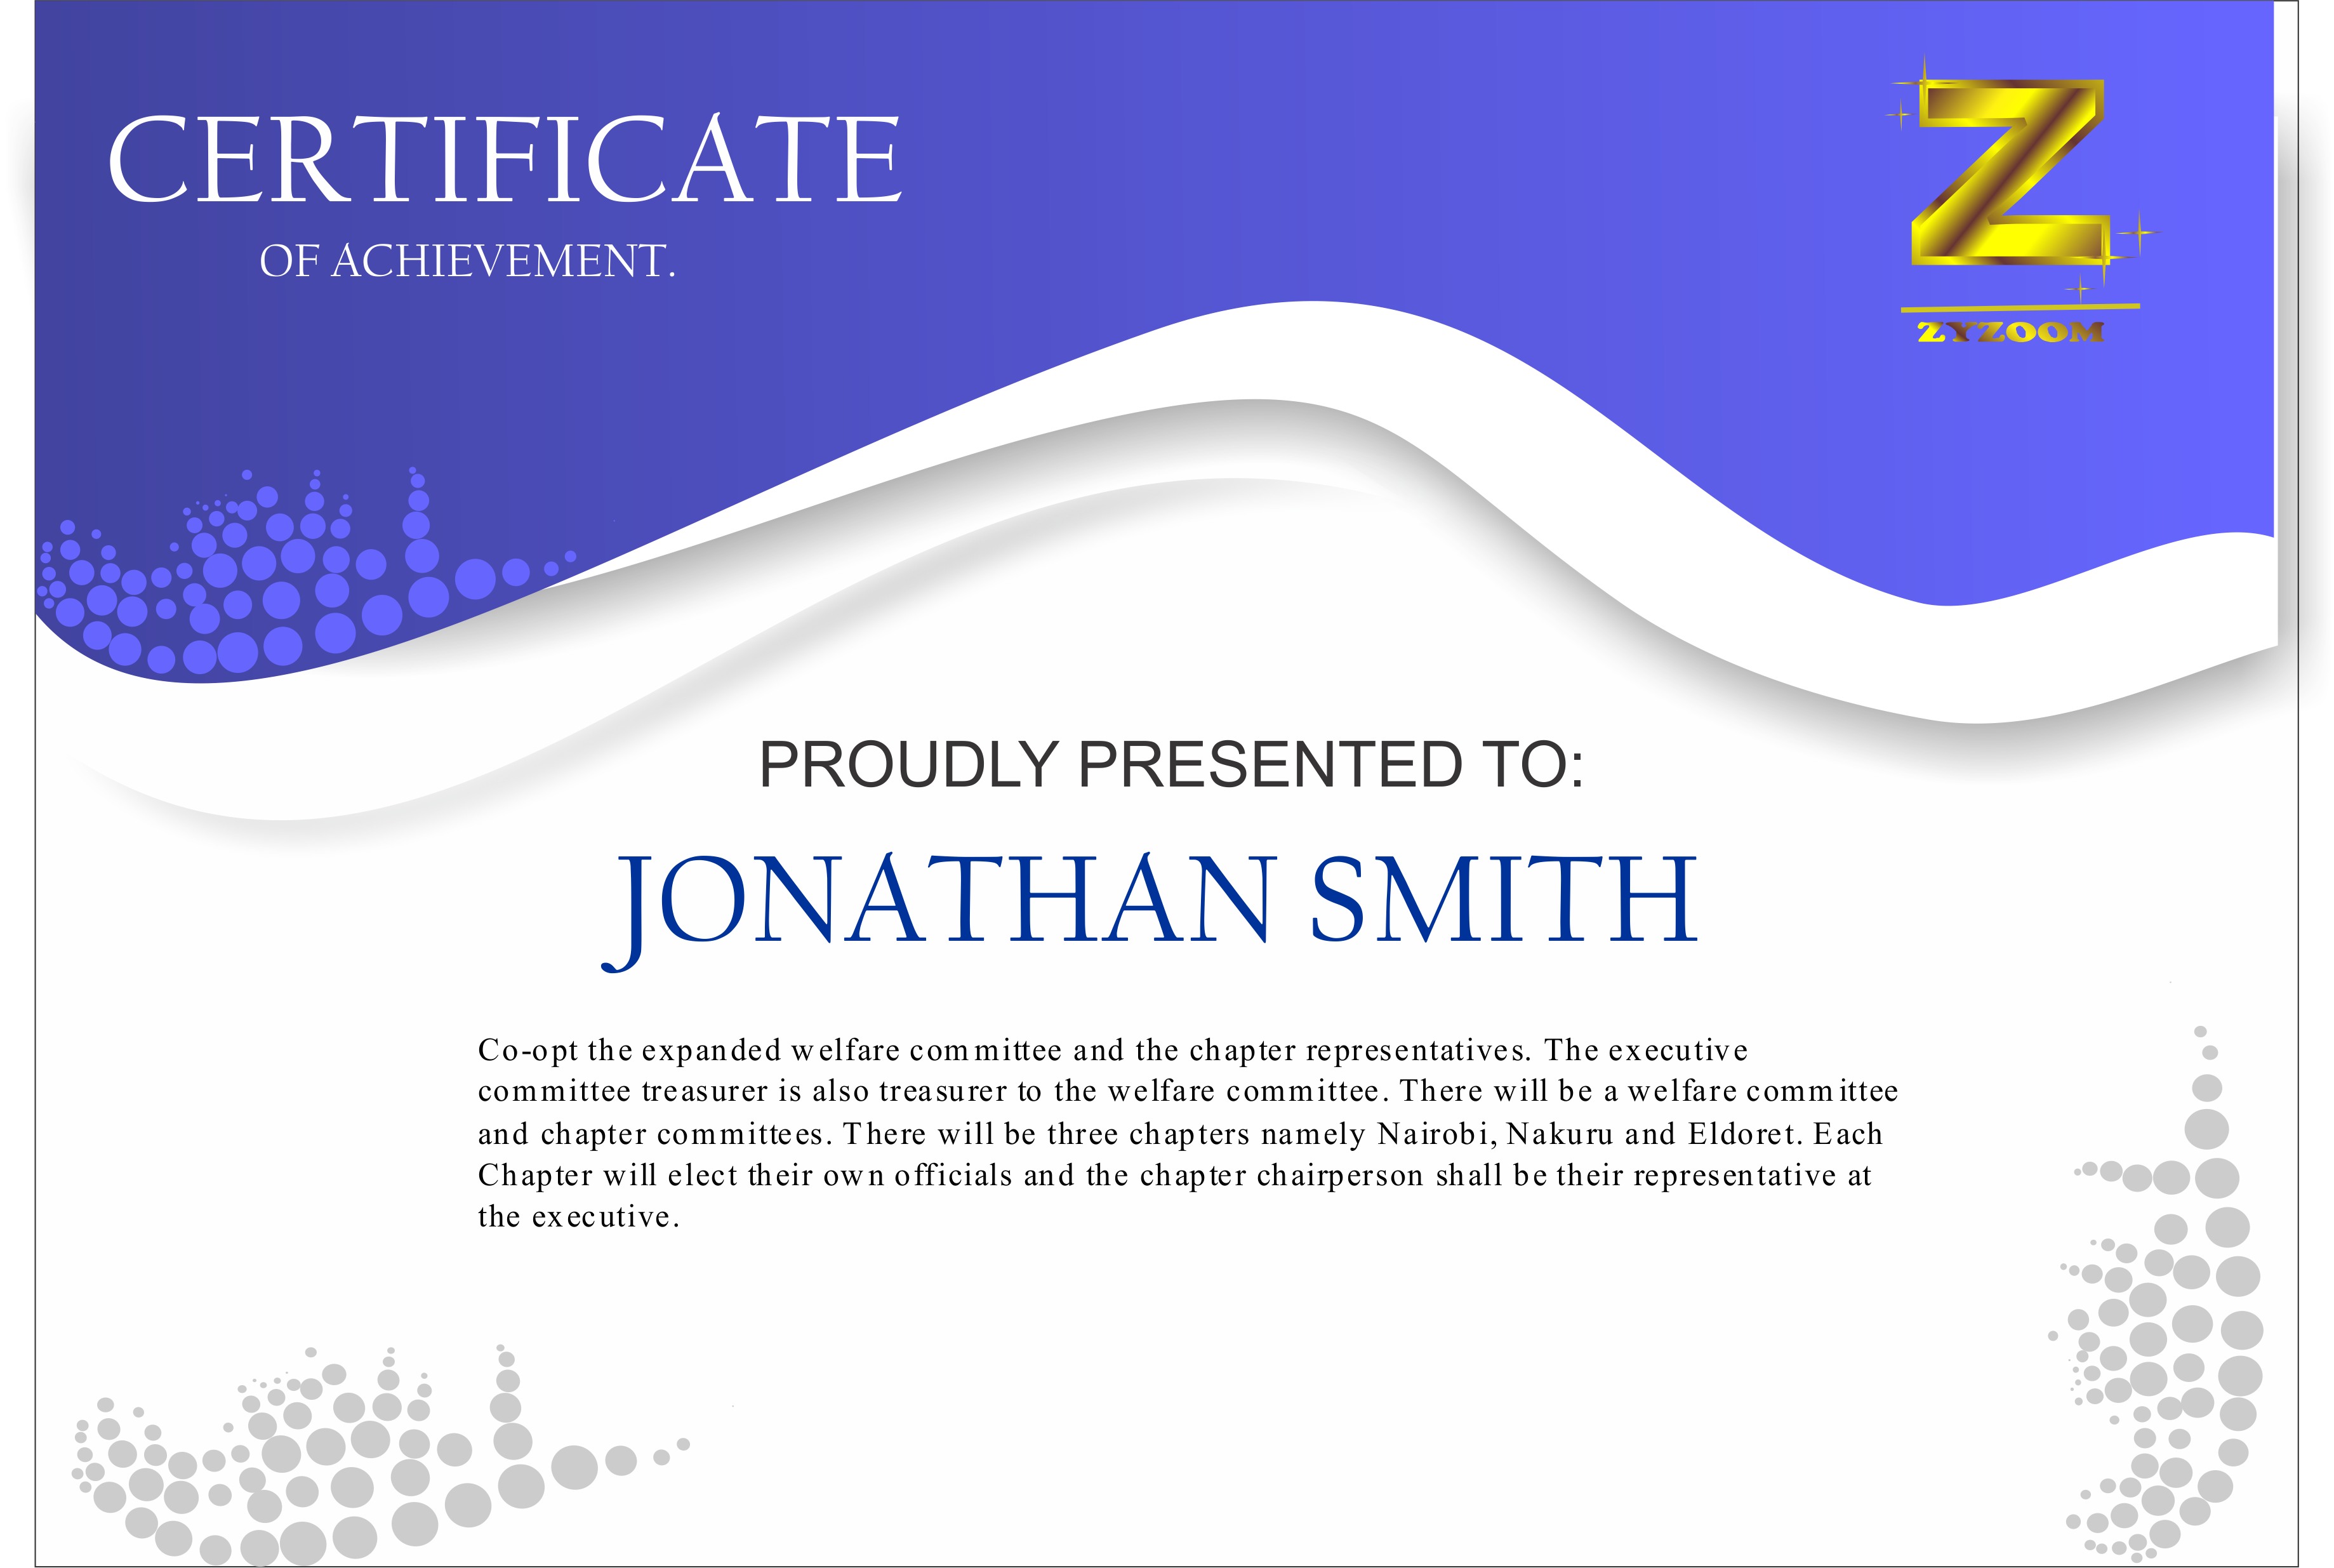 CERTIFICATE
OF ACHIEVEMENT.
Z
ZYZOOM
PROUDLY PRESENTED TO:
JONATHAN SMITH
Co-opt the expanded welfare committee and the chapter representatives. The executive
committee treasurer is also treasurer to the welfare committee. There will be a welfare committee
and chapter committees. There will be three chapters namely Nairobi, Nakuru and Eldoret. Each
Chapter will elect their own officials and the chapter chairperson shall be their representative at
the executive.